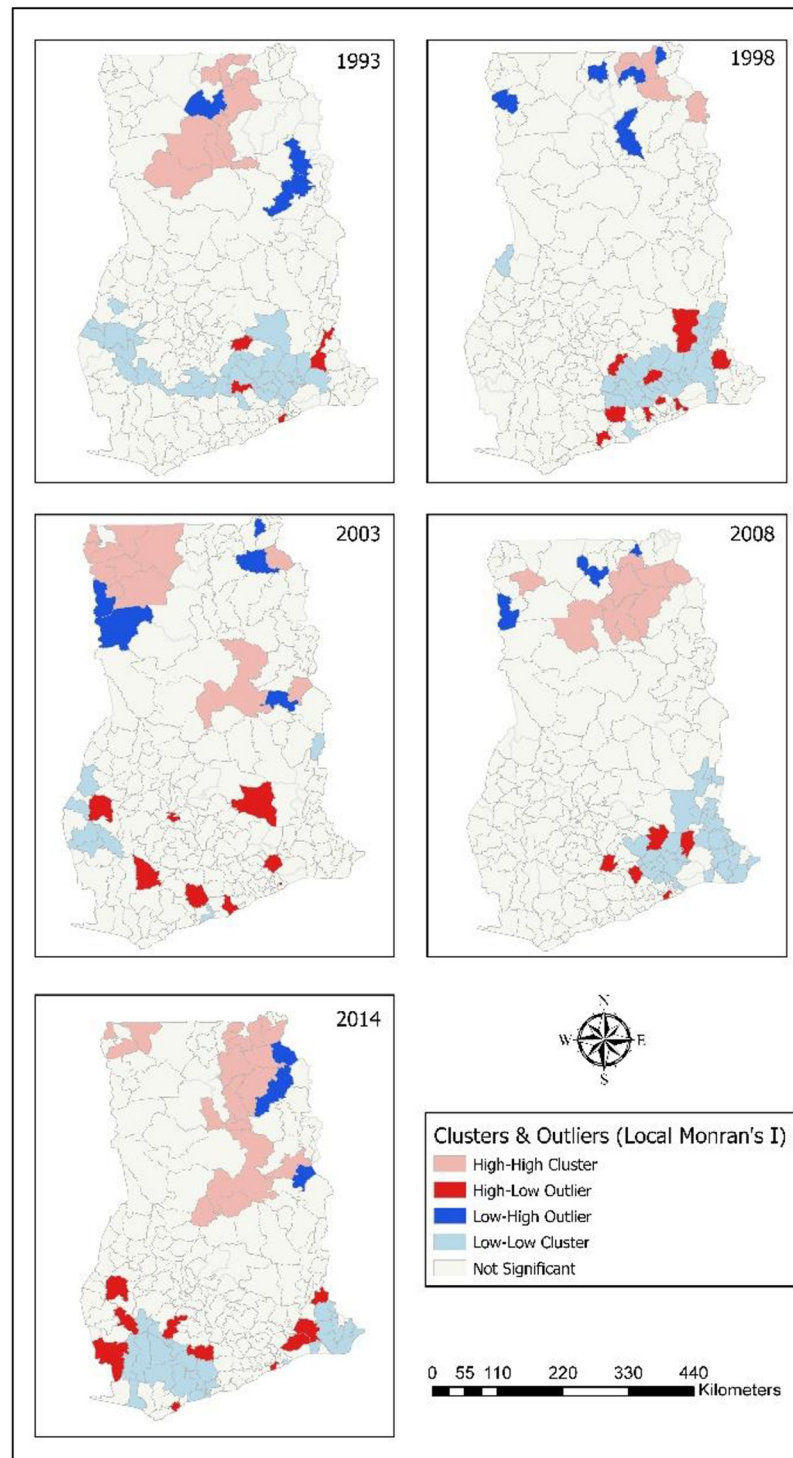 1993
1998
2003
2008
2014
N
W E
S
Clusters & Outliers (Local Monran's I)
High-High Cluster
High-Low Outlier
Low-High Outlier
Low-Low Cluster
Not Significant
0 55 110 220 330 440
Kilometers